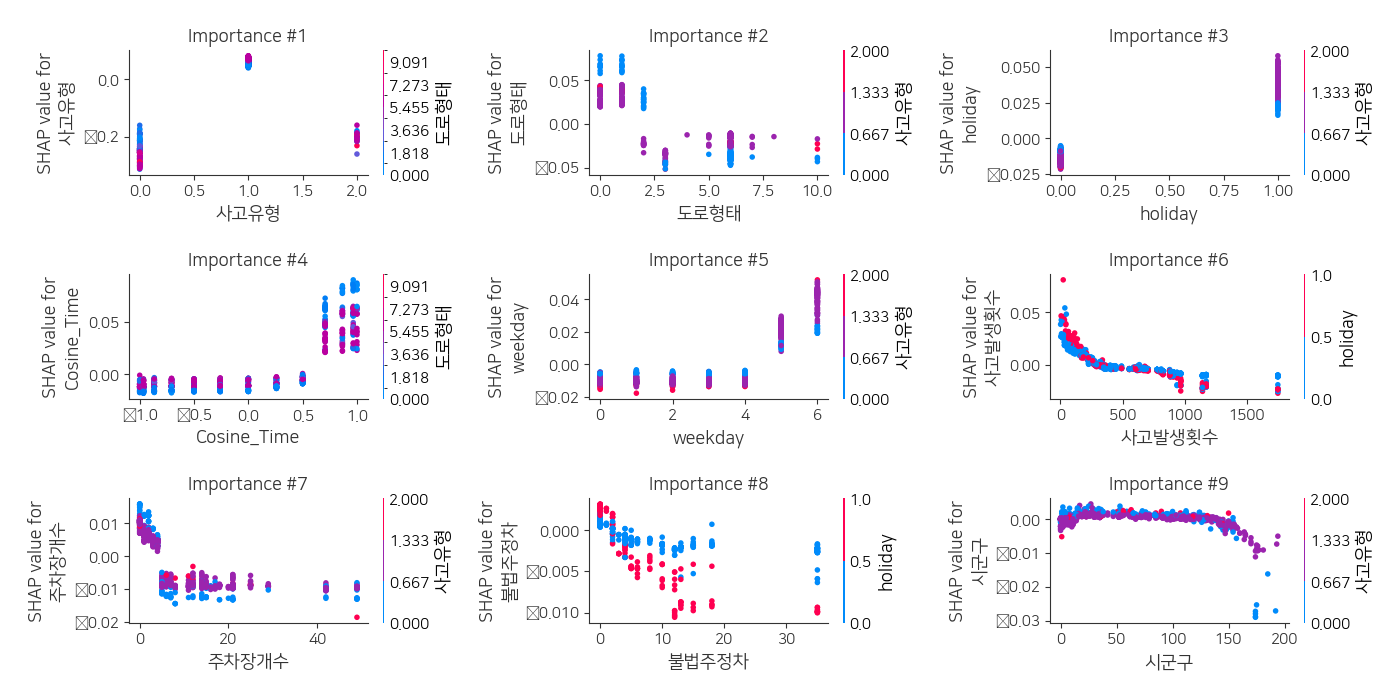 Importance #1
SHAP value for
사고유형
0.0
☒0.2
0.0
0.5
1.0
1.5
2.0
사고유형
9.091
7.273
5.455
3.636
1.818
0.000
도로형태
Importance #2
SHAP value for
도로형태
0.05
0.00
☒0.05
0.0
2.5
5.0
7.5
10.0
도로형태
2.000
1.333
0.667
0.000
사고유형
Importance #3
SHAP value for
holiday
0.050
0.025
0.000
☒0.025
0.00
0.25
0.50
0.75
1.00
holiday
2.000
1.333
0.667
0.000
사고유형
Importance #4
SHAP value for
Cosine_Time
0.05
0.00
☒1.0
☒0.5
0.0
0.5
1.0
Cosine_Time
9.091
7.273
5.455
3.636
1.818
0.000
도로형태
Importance #5
SHAP value for
weekday
0.04
0.02
0.00
☒0.02
0
2
4
6
weekday
2.000
1.333
0.667
0.000
사고유형
Importance #6
SHAP value for
사고발생횟수
0.05
0.00
0
500
1000
1500
사고발생횟수
1.0
0.5
0.0
holiday
Importance #7
SHAP value for
주차장개수
0.01
0.00
☒0.01
☒0.02
0
20
40
주차장개수
2.000
1.333
0.667
0.000
사고유형
Importance #8
SHAP value for
불법주정차
0.000
☒0.005
☒0.010
0
10
20
30
불법주정차
1.0
0.5
0.0
holiday
Importance #9
SHAP value for
시군구
0.00
☒0.01
☒0.02
☒0.03
0
50
100
150
200
시군구
2.000
1.333
0.667
0.000
사고유형